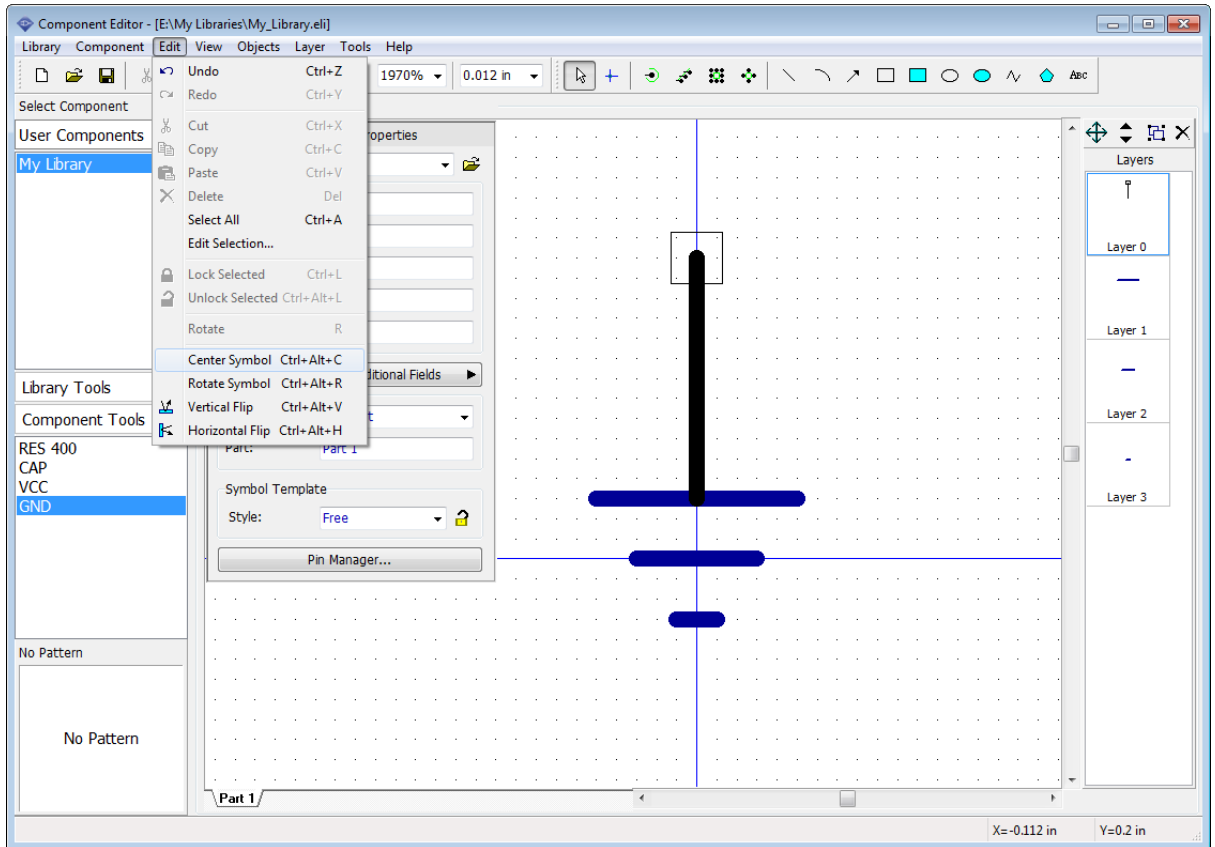 Component Editor - [E:\My Libraries\My_Library.eli]
Library Component Edit View Objects Layer Tools Help
1970% 0.012 in ABC
Select Component
User Components
My Library
Undo Ctrl+Z
Redo Ctrl+Y
Cut Ctrl+X
Copy Ctrl+C
Paste Ctrl+V
Delete Del
Select All Ctrl+A
Edit Selection...
Lock Selected Ctrl+L
Unlock Selected Ctrl+Alt+L
Rotate R
Center Symbol Ctrl+Alt+C
Rotate Symbol Ctrl+Alt+R
Vertical Flip Ctrl+Alt+V
Horizontal Flip Ctrl+Alt+H
Library Tools
Component Tools
RES 400
CAP
VCC
GND
No Pattern
No Pattern
operties
ditional Fields
t
Part: Part 1
Symbol Template
Style: Free
Pin Manager...
Part 1
Layers
Layer 0
Layer 1
Layer 2
Layer 3
X=-0.112 in Y=0.2 in